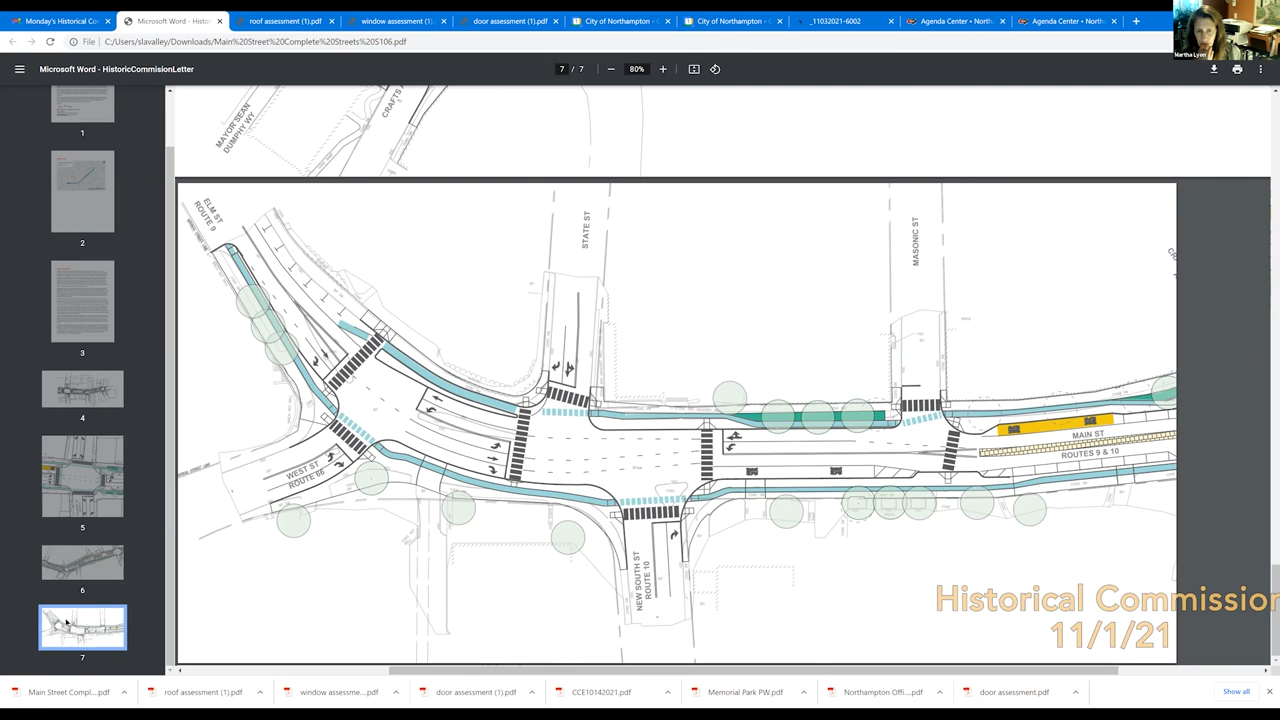 Monday's Historical Co
Microsoft Word - Histo
roof assessment (1).pdf
window assessment (1).
door assessment (1).pdf
City of Northampton -
City of Northampton -
_11032021-6002
Agenda Center • North
Agenda Center • North
File
C:/Users/slavalley/Downloads/Main%20Street%20Complete%20Streets%20S106.pdf
Martha Lyon
Microsoft Word - HistoricCommisionLetter
7 / 7
80%
1
2
3
4
5
6
7
MAYOR SEAN
DUMPHY WY
CRAFTS A
ELM ST
ROUTE 9
STATE ST
MASONIC ST
MAIN ST
ROUTES 9 & 10
WEST ST
ROUTE 66
NEW SOUTH ST
ROUTE 10
Historical Commission
11/1/21
Main Street Compl....pdf
roof assessment (1).pdf
window assessme....pdf
door assessment (1).pdf
CCE10142021.pdf
Memorial Park PW.pdf
Northampton Offi....pdf
door assessment.pdf
Show all